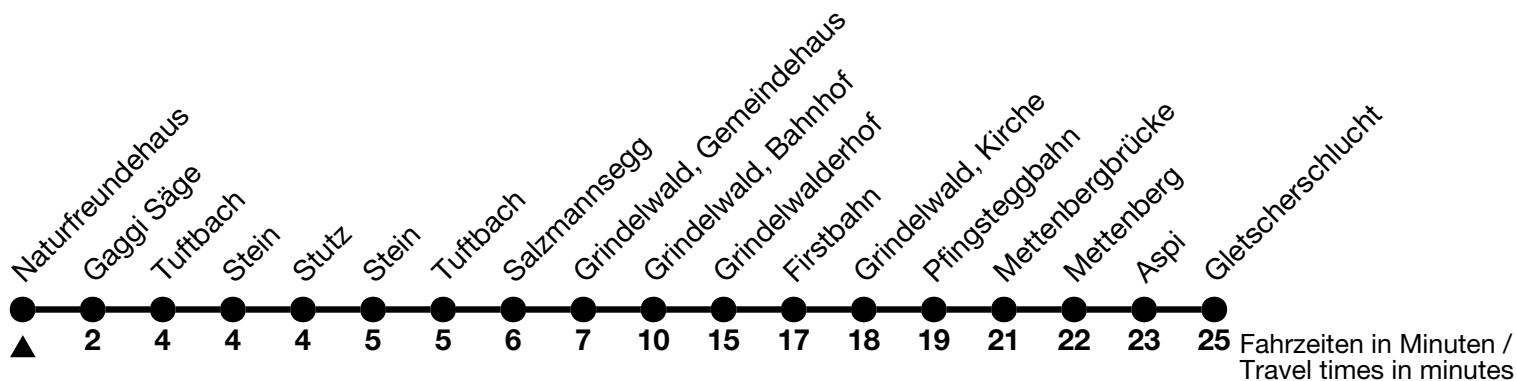 Naturfreundehaus
Gaggi Säge
Tuftbach
Stein
Stutz
Stein
Tuftbach
Salzmannsegg
Grindelwald, Gemeindehaus
Grindelwald, Bahnhof
Grindelwalderhof
Firstbahn
Grindelwald, Kirche
Pfingsteggbahn
Mettenbergbrücke
Mettenberg
Aspi
Gletscherschlucht
2 4 4 4 5 5 6 7 10 15 17 18 19 21 22 23 25
Fahrzeiten in Minuten /
Travel times in minutes